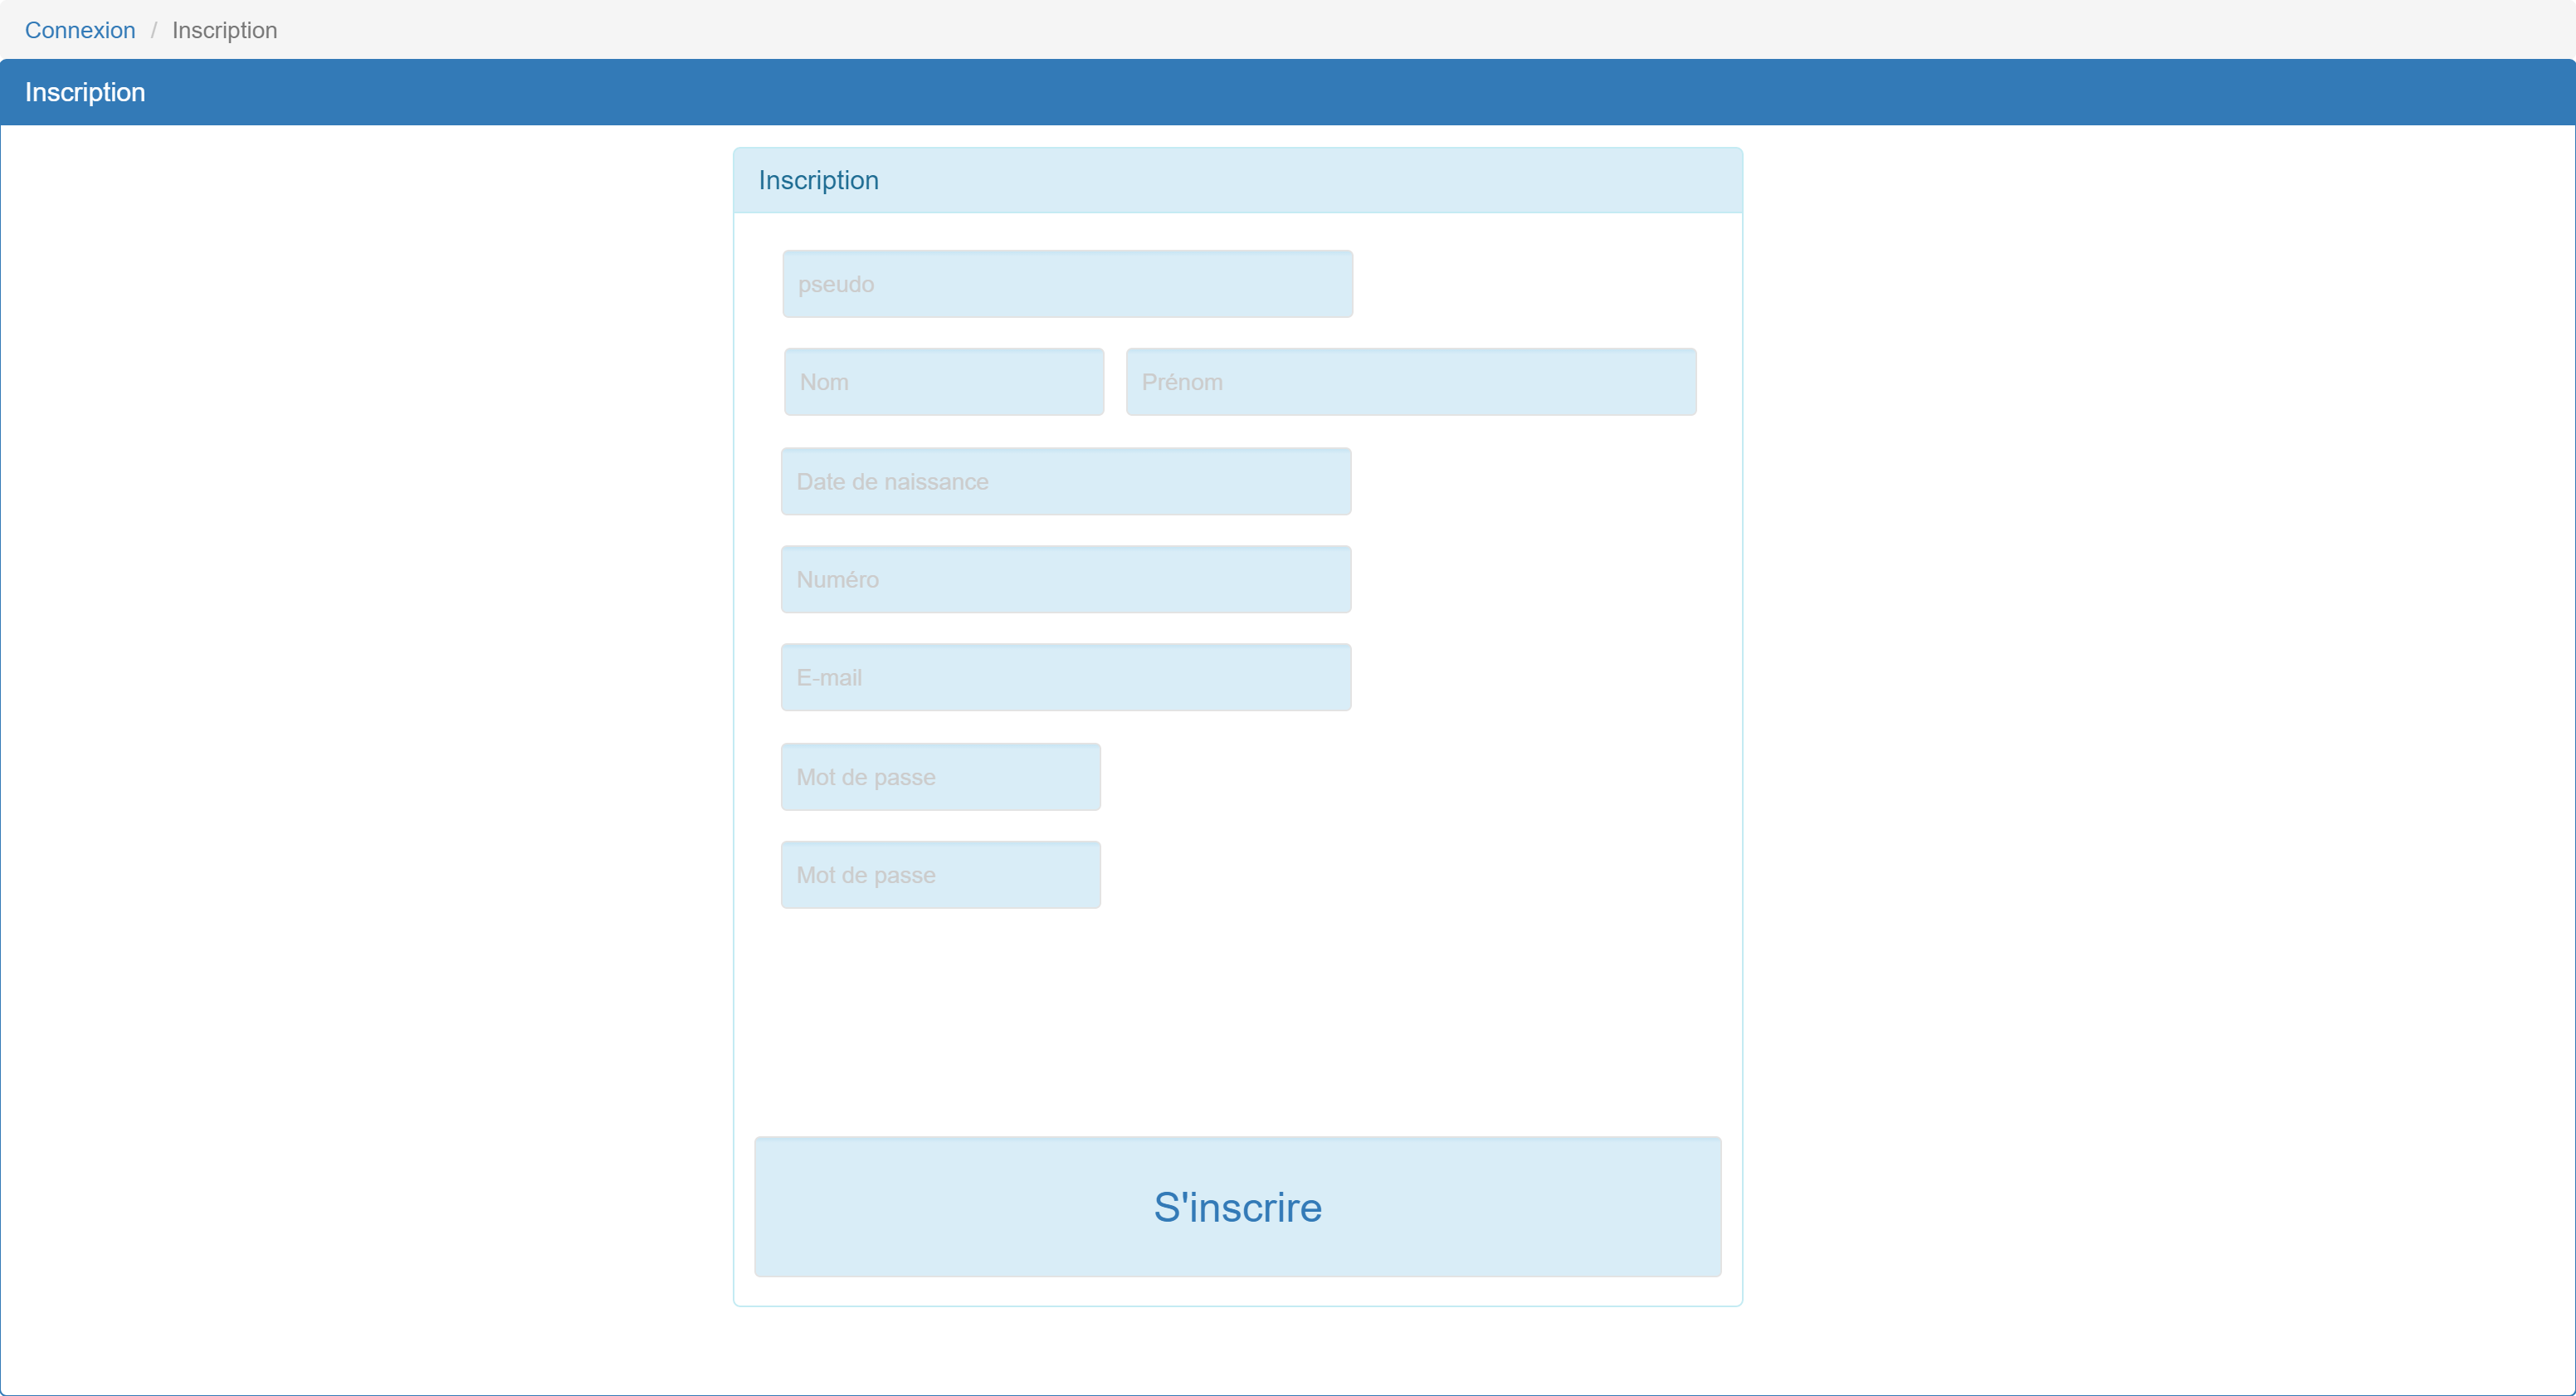 Connexion / Inscription
Inscription
Inscription
pseudo
Nom Prénom
Date de naissance
Numéro
E-mail
Mot de passe
Mot de passe
S'inscrire